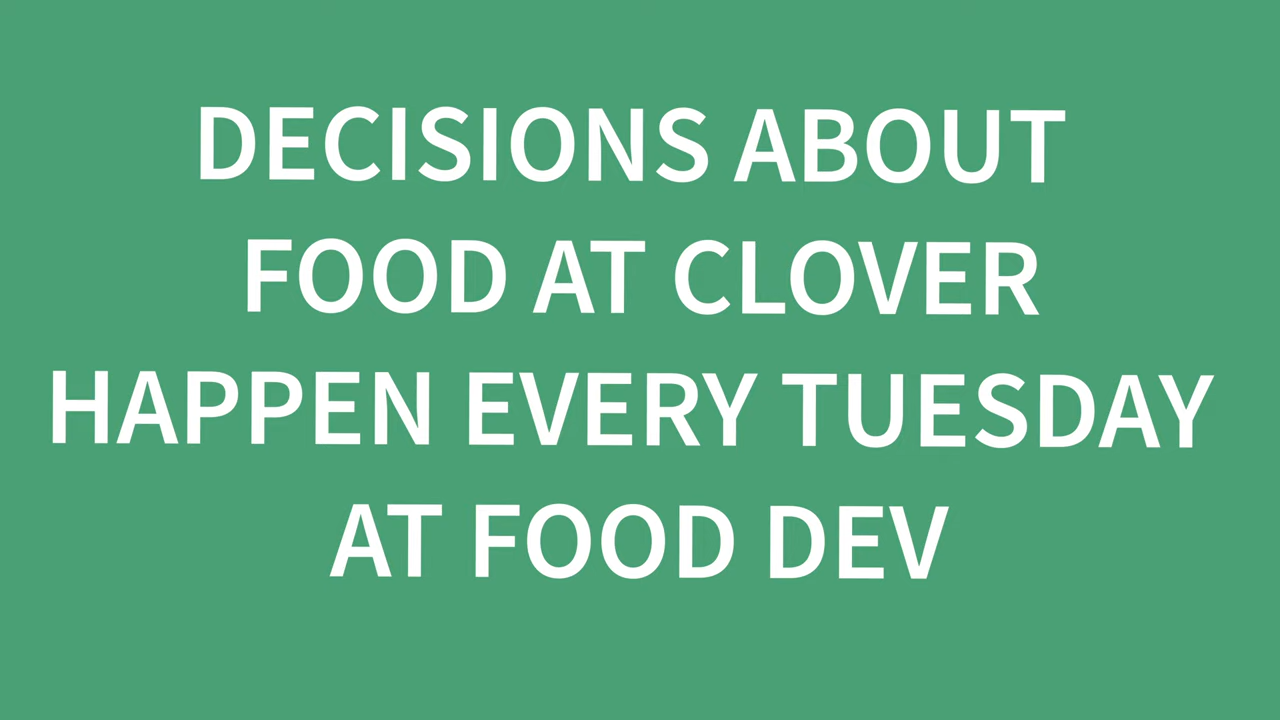 DECISIONS ABOUT
FOOD AT CLOVER
HAPPEN EVERY TUESDAY
AT FOOD DEV